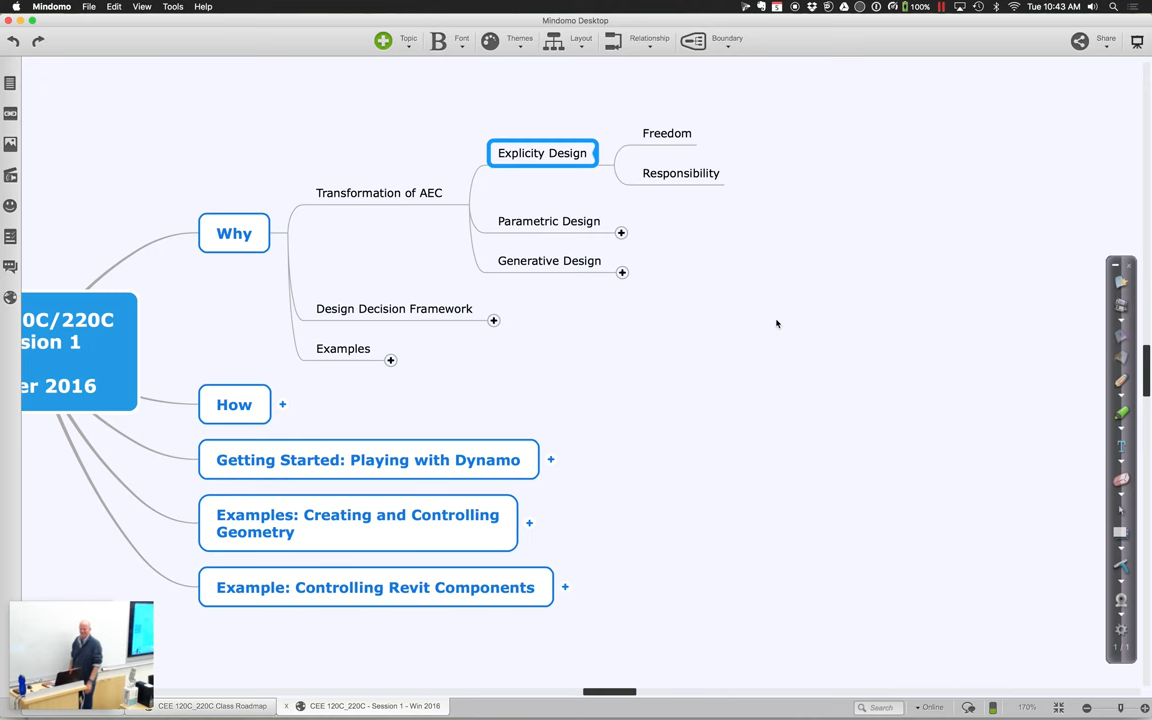 Mindomo File Edit View Tools Help
100% Tue 10:43 AM
Mindomo Desktop
Topic Font Themes Layout Relationship Boundary Share
Freedom
Explicity Design
Responsibility
Transformation of AEC
Parametric Design
Why
Generative Design
Design Decision Framework
Examples
0C/220C
sion 1
er 2016
How
Getting Started: Playing with Dynamo
Examples: Creating and Controlling
Geometry
Example: Controlling Revit Components
1 / 1
CEE 120C_220C Class Roadmap
x CEE 120C_220C - Session 1 - Win 2016
Search
Online
170%